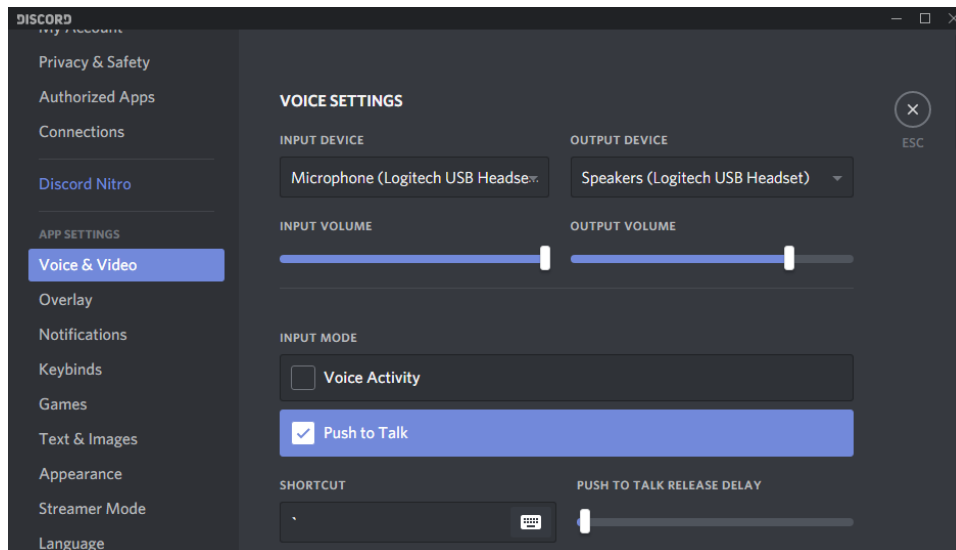 DISCORD
My Account
Privacy & Safety
Authorized Apps
Connections
Discord Nitro
APP SETTINGS
Voice & Video
Overlay
Notifications
Keybinds
Games
Text & Images
Appearance
Streamer Mode
Language
VOICE SETTINGS
INPUT DEVICE
Microphone (Logitech USB Headse...
OUTPUT DEVICE
Speakers (Logitech USB Headset)
INPUT VOLUME
OUTPUT VOLUME
INPUT MODE
Voice Activity
Push to Talk
SHORTCUT
`
PUSH TO TALK RELEASE DELAY
ESC